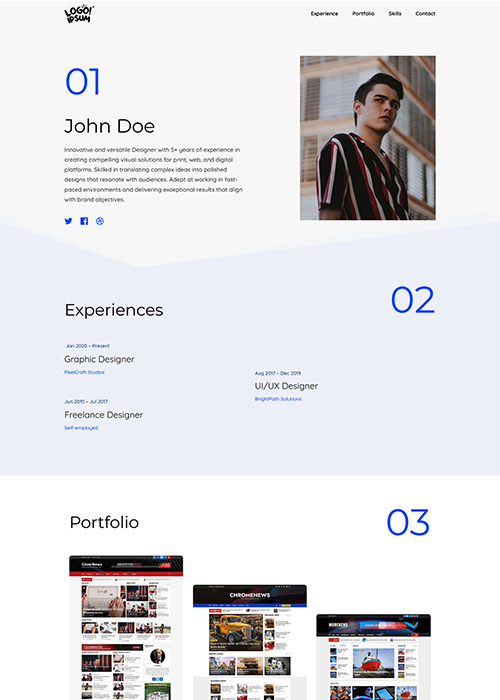 LOGO!
IPSUM
Experience Portfolio Skills Contact
01
John Doe
Innovative and versatile Designer with 5+ years of experience in
creating compelling visual solutions for print, web, and digital
platforms. Skilled in translating complex ideas into polished
designs that resonate with audiences. Adept at working in fast-
paced environments and delivering exceptional results that align
with brand objectives.
02
Experiences
Jan 2020 – Present
Graphic Designer
PixelCraft Studios
Aug 2017 – Dec 2019
UI/UX Designer
BrightPath Solutions
Jun 2015 – Jul 2017
Freelance Designer
Self-employed
Portfolio
03
CoverNews
CHROMENEWS
MORENEWS